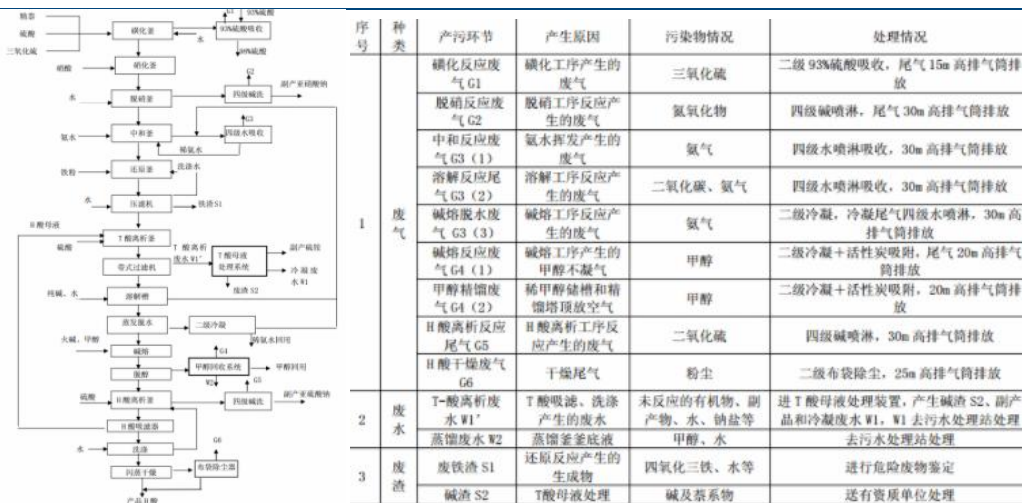 精萘
硫酸
三氧化硫
磺化釜
水
G1
93%硫酸
93%硫酸吸收
98%硫酸
硝酸
硝化釜
G2
水
脱硝釜
四级碱洗
副产亚硝酸钠
G3
氨水
中和釜
四级水吸收
稀氨水
铁粉
还原釜
洗涤水
水
压滤机
铁渣S1
H酸母液
硫酸
T酸离析釜
T酸离析
废水W1'
T酸母液
处理系统
副产硫铵
冷凝废
水W1
带式过滤机
废渣S2
纯碱、水
溶解槽
蒸发脱水
二级冷凝
稀氨水回用
火碱、甲醇
碱熔
G4
脱醇
甲醇回收系统
甲醇回用
W2
G5
硫酸
H酸离析釜
四级碱洗
副产亚硫酸钠
H酸吸滤器
G6
水
洗涤
闪蒸干燥
布袋除尘器
产品H酸
序号 种类 产污环节 产生原因 污染物情况 处理情况
1 废气
磺化反应废气G1 磺化工序产生的废气 三氧化硫 二级93%硫酸吸收，尾气15m高排气筒排放
脱硝反应废气G2 脱硝工序反应产生的废气 氮氧化物 四级碱喷淋，尾气30m高排气筒排放
中和反应废气G3（1） 氨水挥发产生的废气 氨气 四级水喷淋吸收，30m高排气筒排放
溶解反应尾气G3（2） 溶解工序反应产生的废气 二氧化碳、氨气 四级水喷淋吸收，30m高排气筒排放
碱熔脱水废气G3（3） 碱熔工序反应产生的废气 氨气 二级冷凝，冷凝尾气四级水喷淋，30m高排气筒排放
碱熔反应废气G4（1） 碱熔工序产生的甲醇不凝气 甲醇 二级冷凝+活性炭吸附，尾气20m高排气筒排放
甲醇精馏废气G4（2） 稀甲醇储槽和精馏塔顶放空气 甲醇 二级冷凝+活性炭吸附，20m高排气筒排放
H酸离析反应尾气G5 H酸离析工序反应产生的废气 二氧化硫 四级碱喷淋，30m高排气筒排放
H酸干燥废气G6 干燥尾气 粉尘 二级布袋除尘，25m高排气筒排放
2 废水
T-酸离析废水W1' T酸吸滤、洗涤产生的废水 未反应的有机物、副产物、水、钠盐等 进T酸母液处理装置，产生碱渣S2、副产品和冷凝废水W1，W1去污水处理站处理
蒸馏废水W2 蒸馏釜釜底液 甲醇、水 去污水处理站处理
3 废渣
废铁渣S1 还原反应产生的生成物 四氧化三铁、水等 进行危险废物鉴定
碱渣S2 T酸母液处理 碱及萘系物 送有资质单位处理